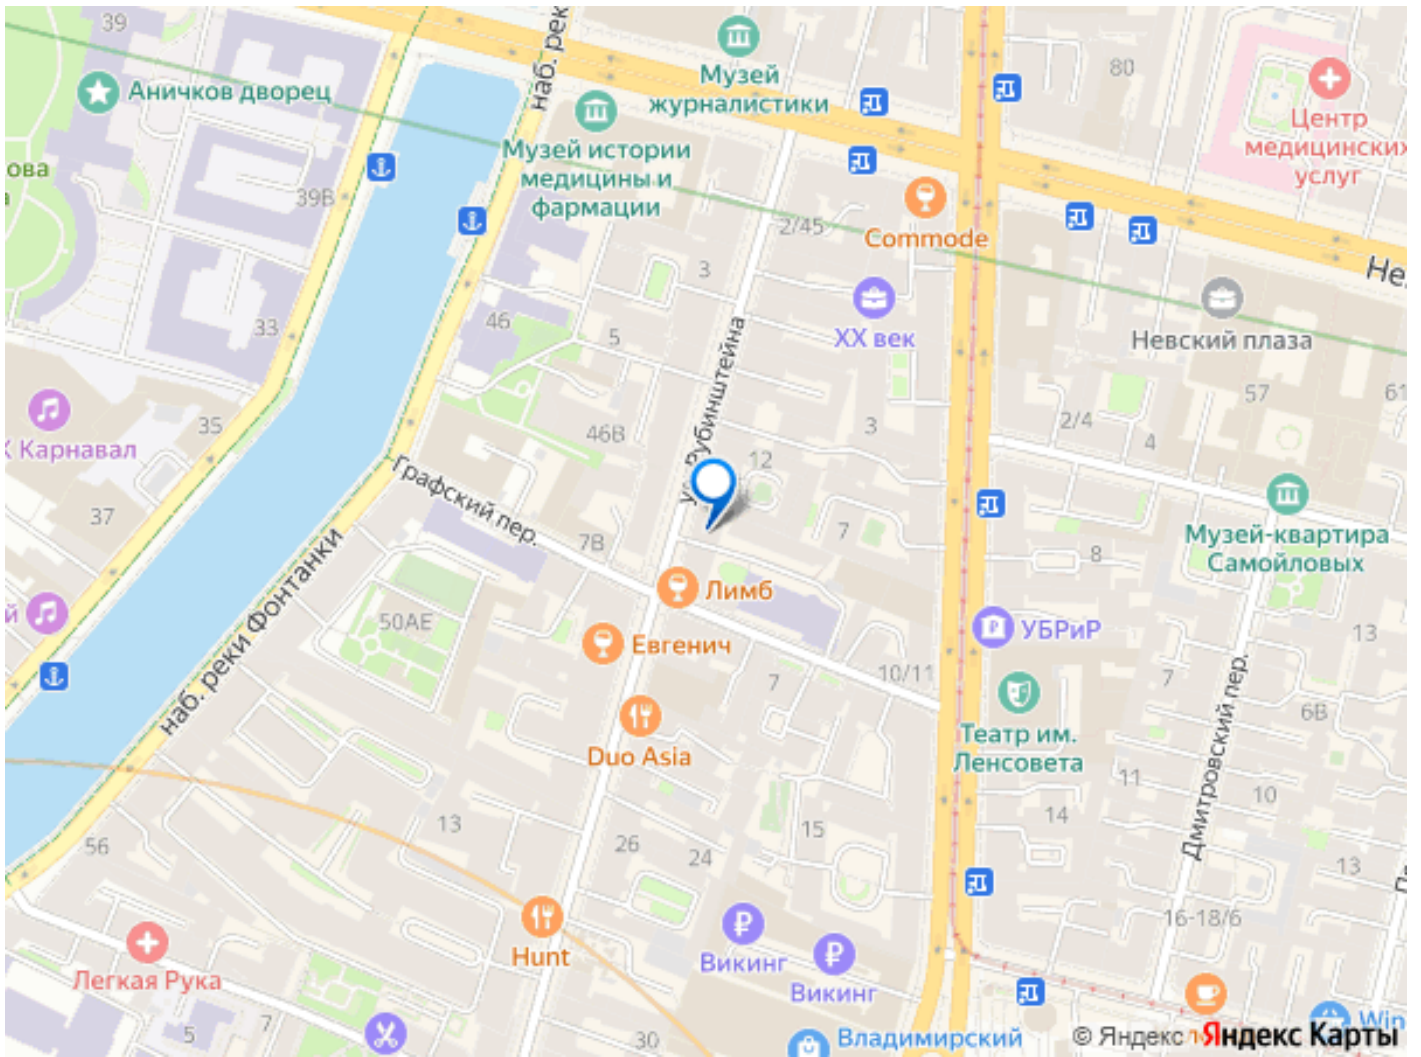 39
наб. рек
Музей
журналистики
80
Аничков дворец
Центр
медицинских
услуг
Музей истории
медицины и
фармации
ова
39В
2/45
Commode
Не
3
33
46
5
ХХ век
Невский плаза
57
61
ул. Рубинштейна
35
К Карнавал
46В
3
2/4
4
12
Графский пер.
37
7В
7
8
Музей-квартира
Самойловых
й
50АЕ
Лимб
Евгенич
УБРиР
13
наб. реки Фонтанки
7
10/11
7
6В
Duo Asia
Театр им.
Ленсовета
Дмитровский пер.
11
10
14
13
15
56
26
24
13
16-18/6
Hunt
Викинг
Викинг
Легкая Рука
5
7
30
Владимирский
Win
© Яндекс
Яндекс Карты